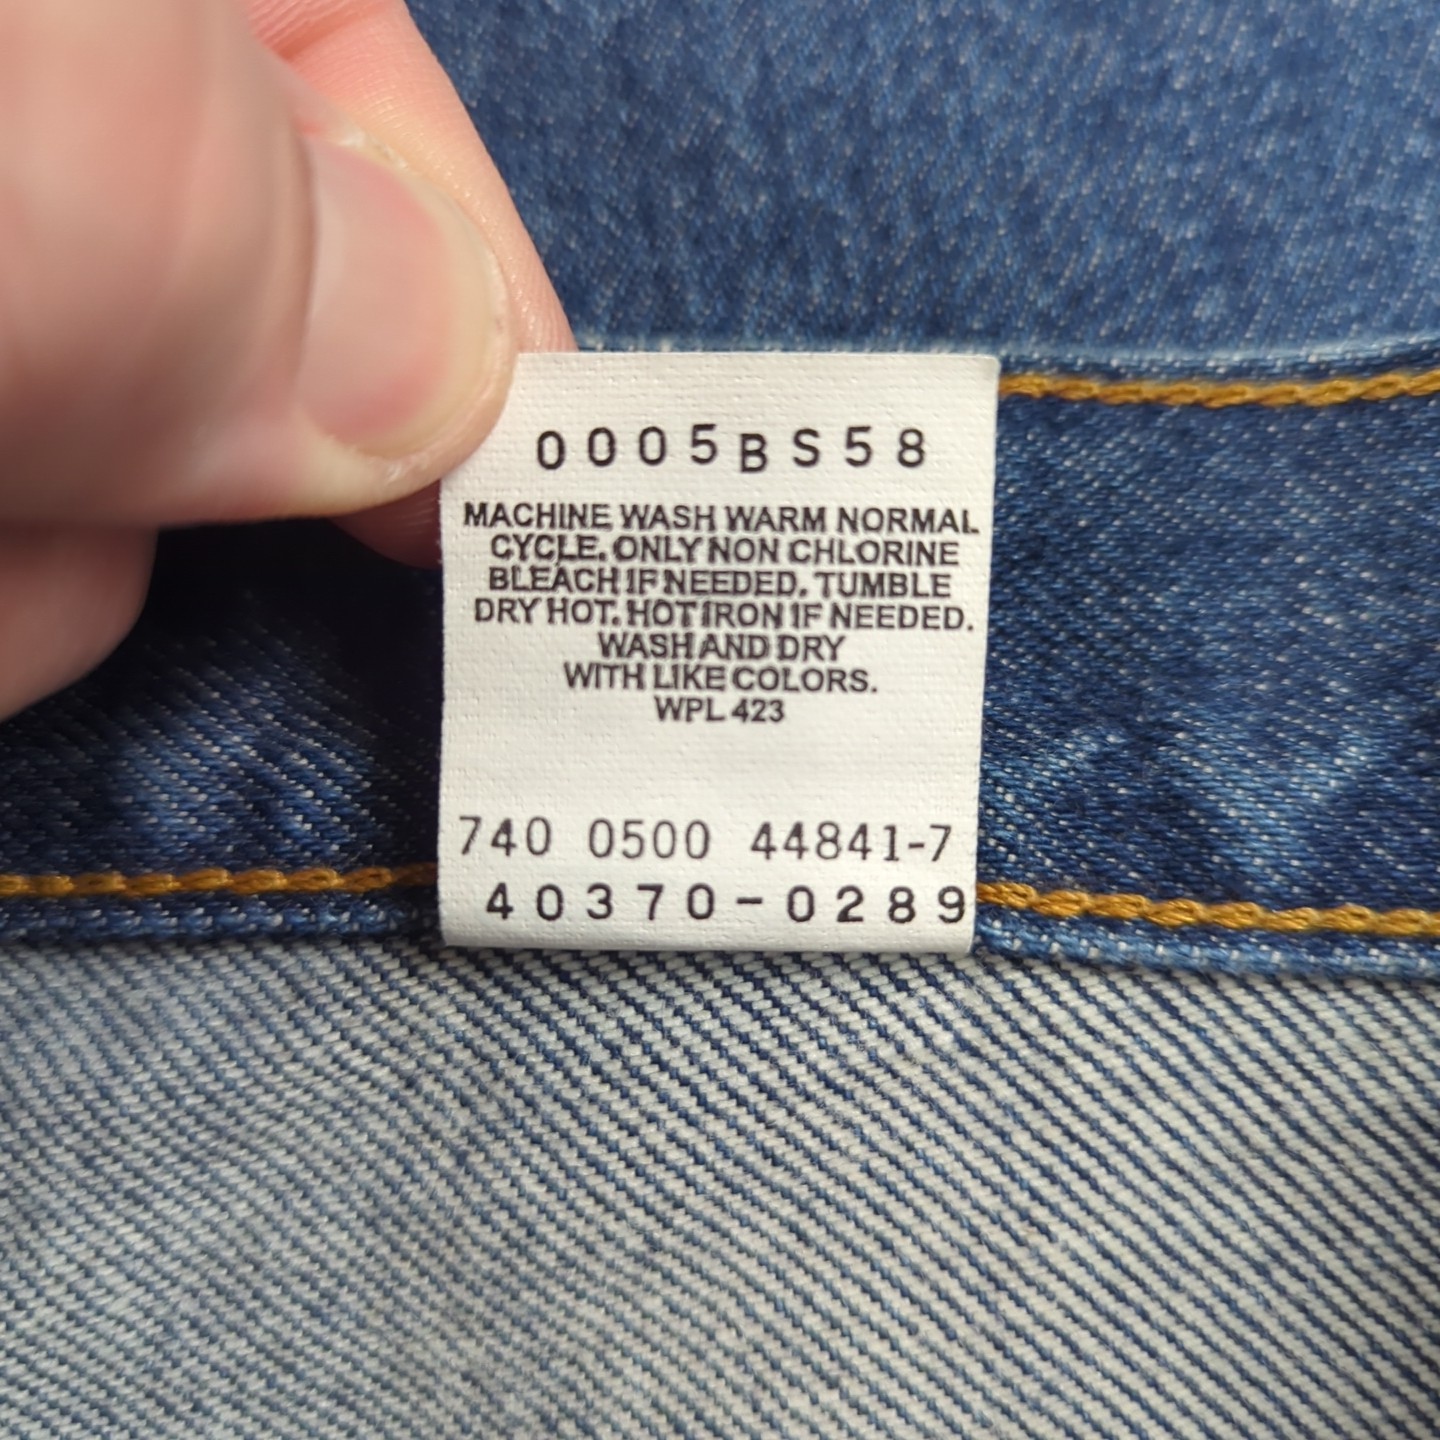 0005BS58
MACHINE WASH WARM NORMAL
CYCLE. ONLY NON CHLORINE
BLEACH IF NEEDED. TUMBLE
DRY HOT. HOT IRON IF NEEDED.
WASH AND DRY
WITH LIKE COLORS.
WPL 423
740 0500 44841-7
40370-0289